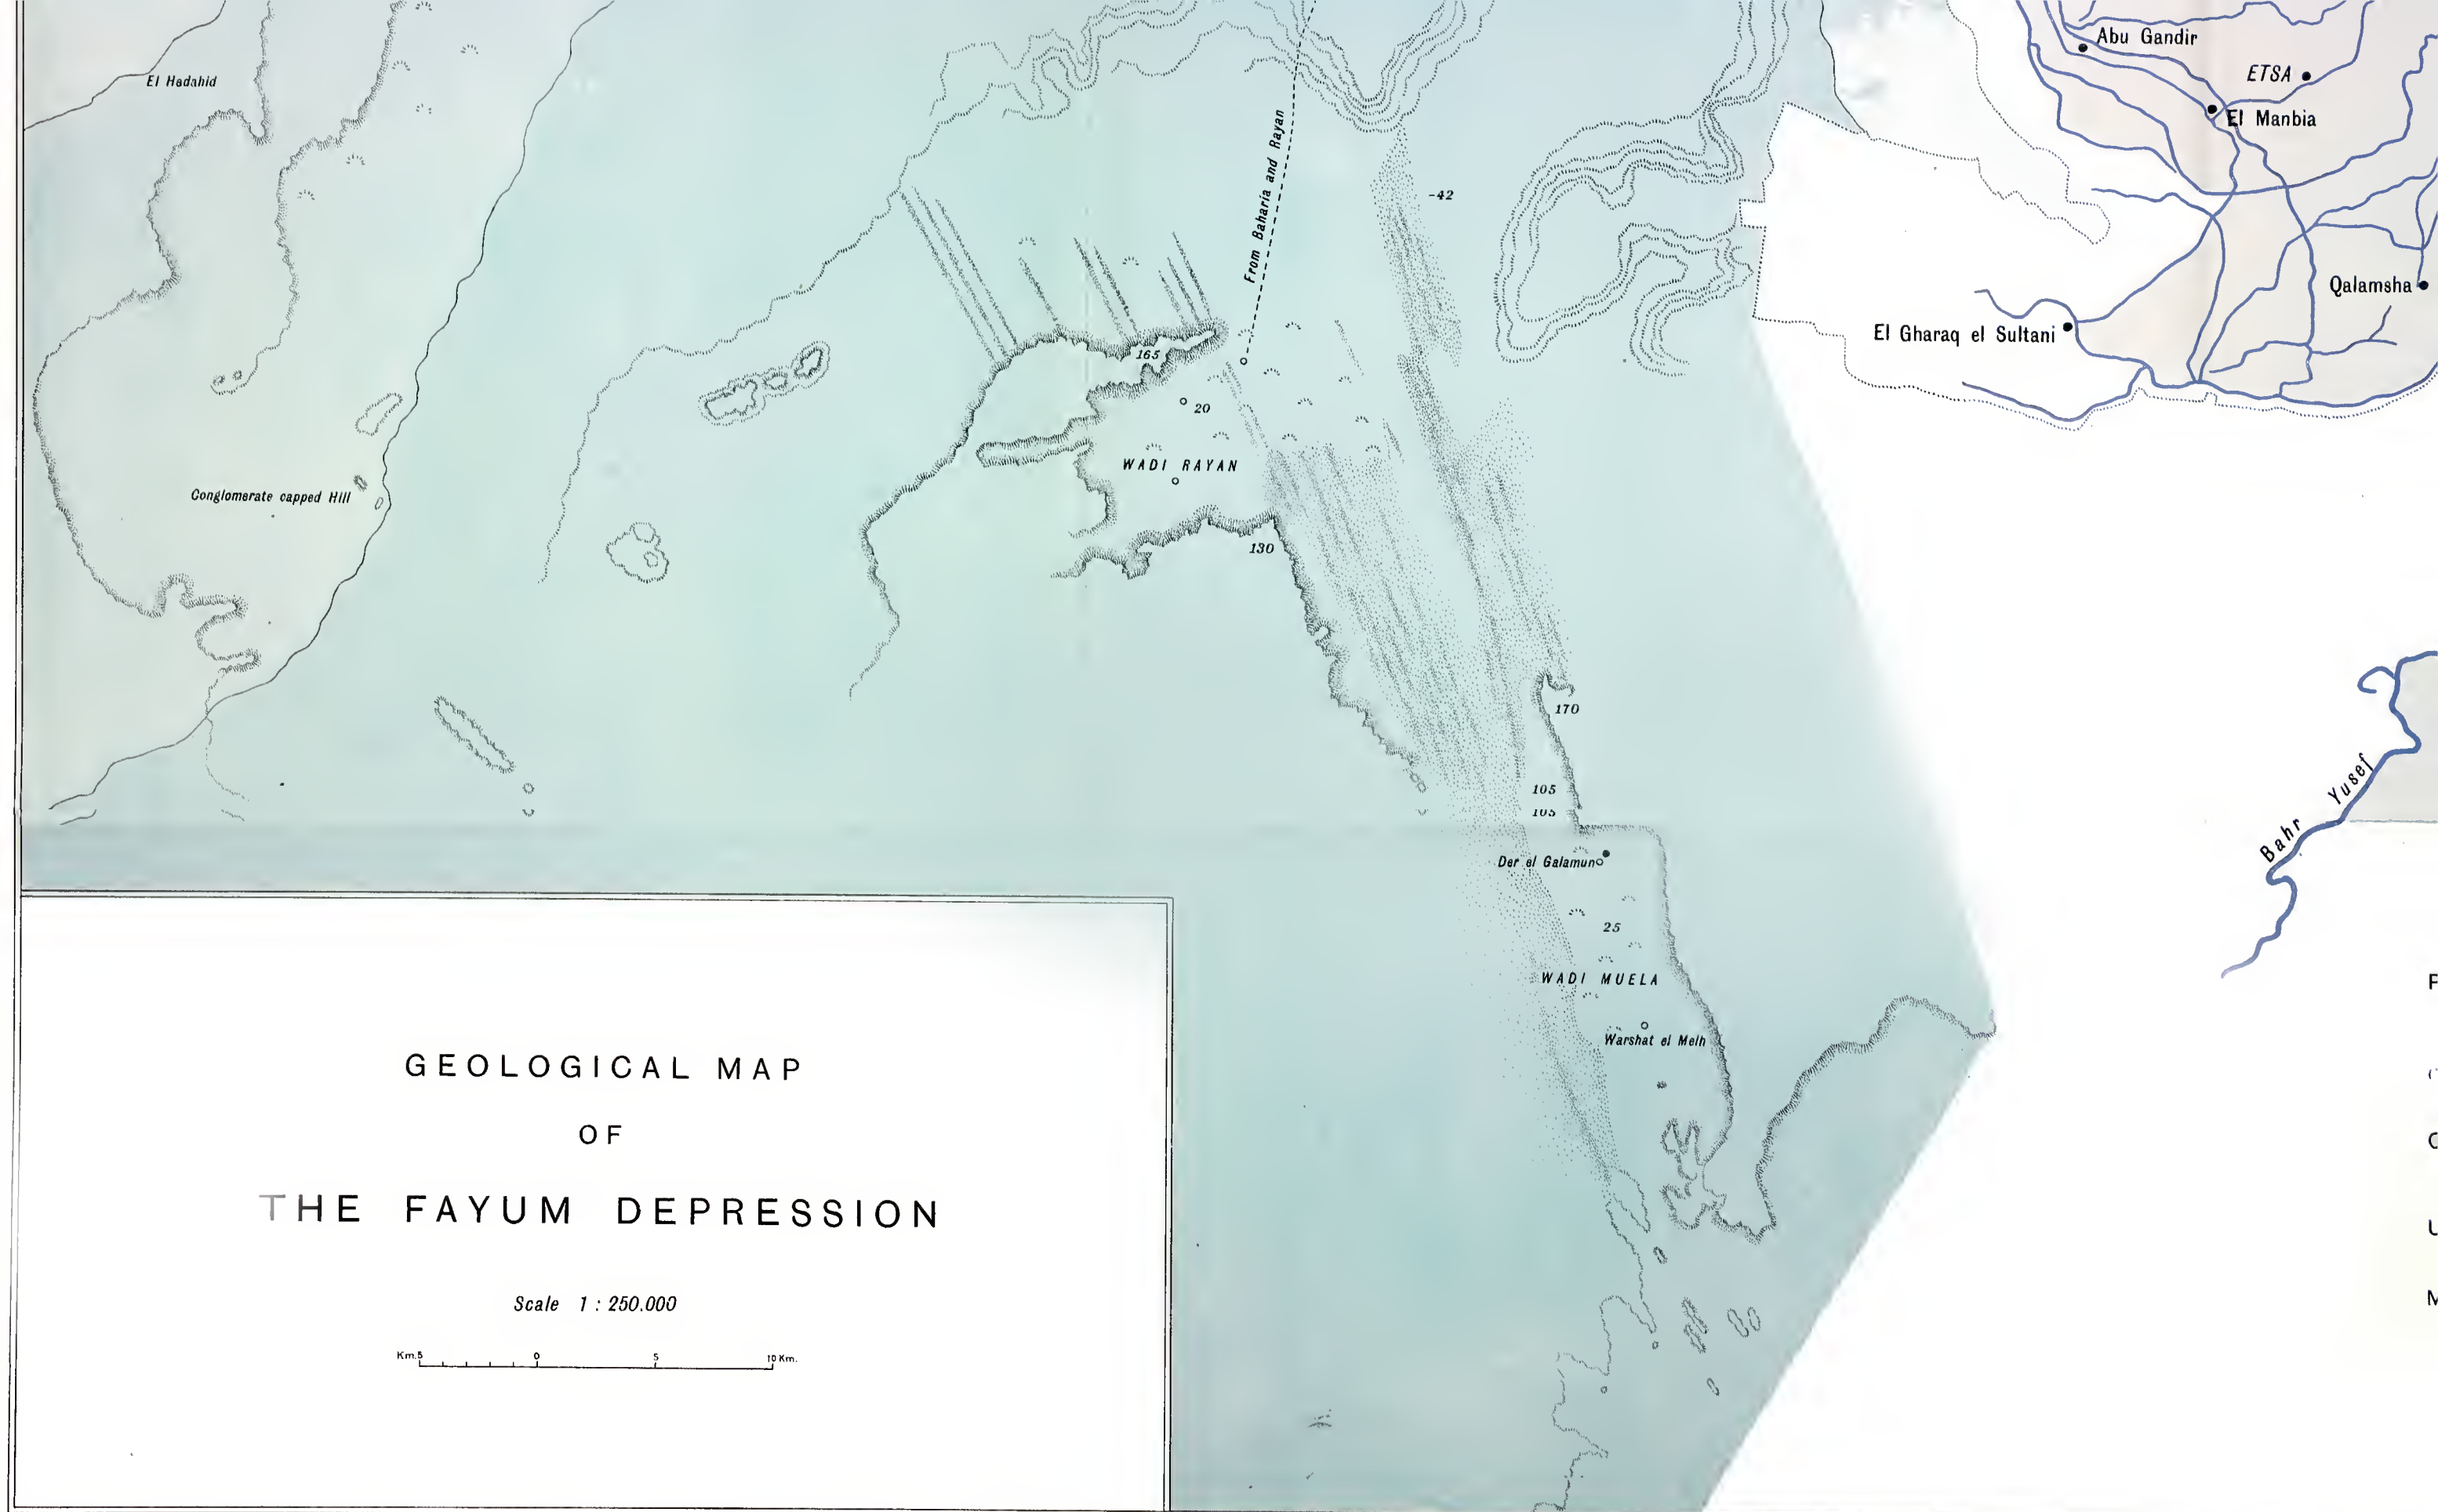 Abu Gandir
ETSA
El Hadahid
El Manbia
From Baharia and Rayan
-42
Qalamsha
El Gharaq el Sultani
165
20
WADI RAYAN
Conglomerate capped Hill
130
170
105
105
Bahr Yusef
Der el Galamun
25
WADI MUELA
Warshat el Melh
GEOLOGICAL MAP
OF
THE FAYUM DEPRESSION
Scale 1 : 250.000
Km.5 0 5 10 Km.